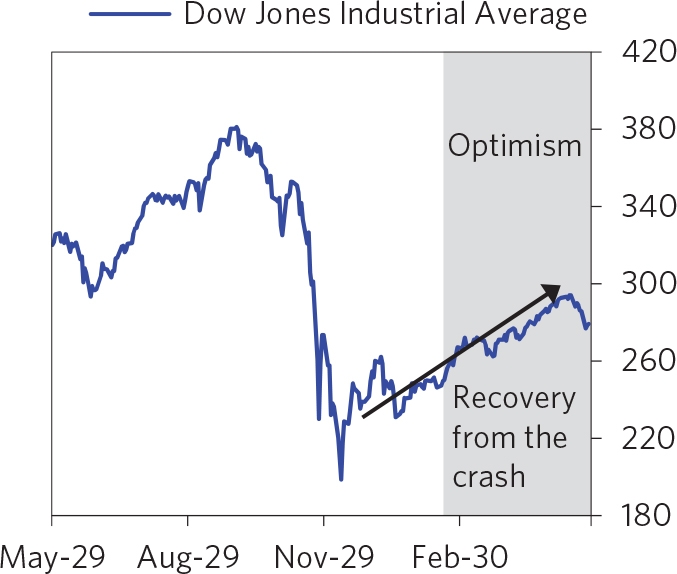 Dow Jones Industrial Average
420
380
340
300
260
220
180
Optimism
Recovery
from the
crash
May-29 Aug-29 Nov-29 Feb-30